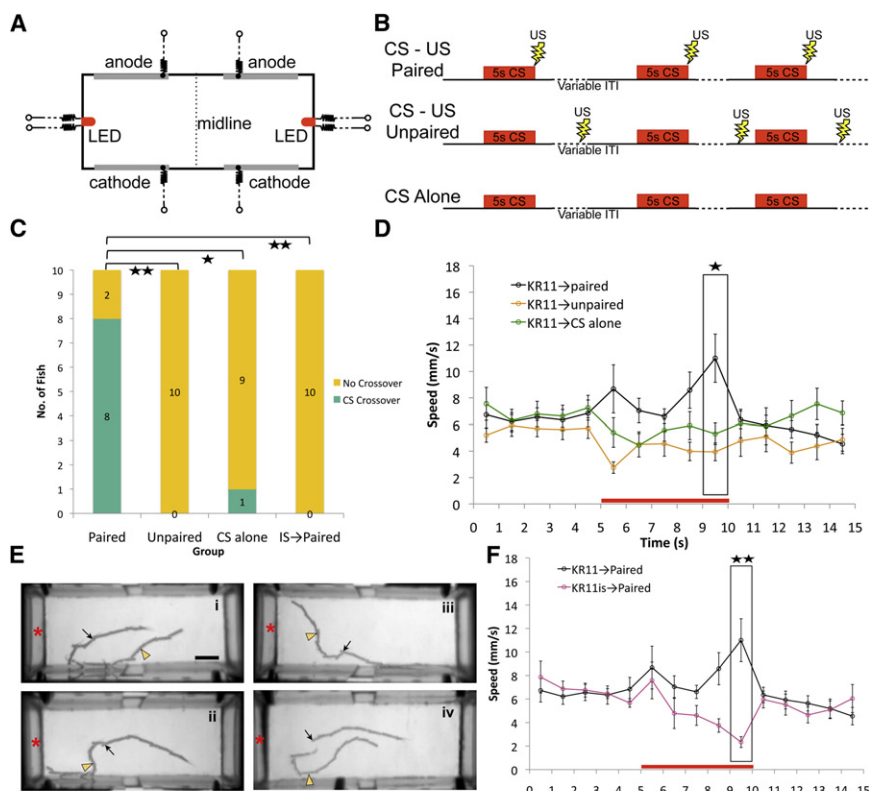 A
anode
anode
LED
midline
LED
cathode
cathode
B
CS - US
Paired
US
US
US
5s CS
5s CS
5s CS
Variable ITI
CS - US
Unpaired
US
US
US
5s CS
5s CS
5s CS
Variable ITI
CS Alone
5s CS
5s CS
5s CS
Variable ITI
C
★★
★
★★
No. of Fish
10
9
8
7
6
5
4
3
2
1
0
2
8
10
0
9
1
10
0
No Crossover
CS Crossover
Paired
Unpaired
CS alone
IS→Paired
Group
D
★
Speed (mm/s)
18
16
14
12
10
8
6
4
2
0
KR11→paired
KR11→unpaired
KR11→CS alone
0 1 2 3 4 5 6 7 8 9 10 11 12 13 14 15
Time (s)
E
i
*
iii
*
ii
*
iv
*
F
★★
Speed (mm/s)
18
16
14
12
10
8
6
4
2
0
KR11→Paired
KR11is→Paired
0 1 2 3 4 5 6 7 8 9 10 11 12 13 14 15